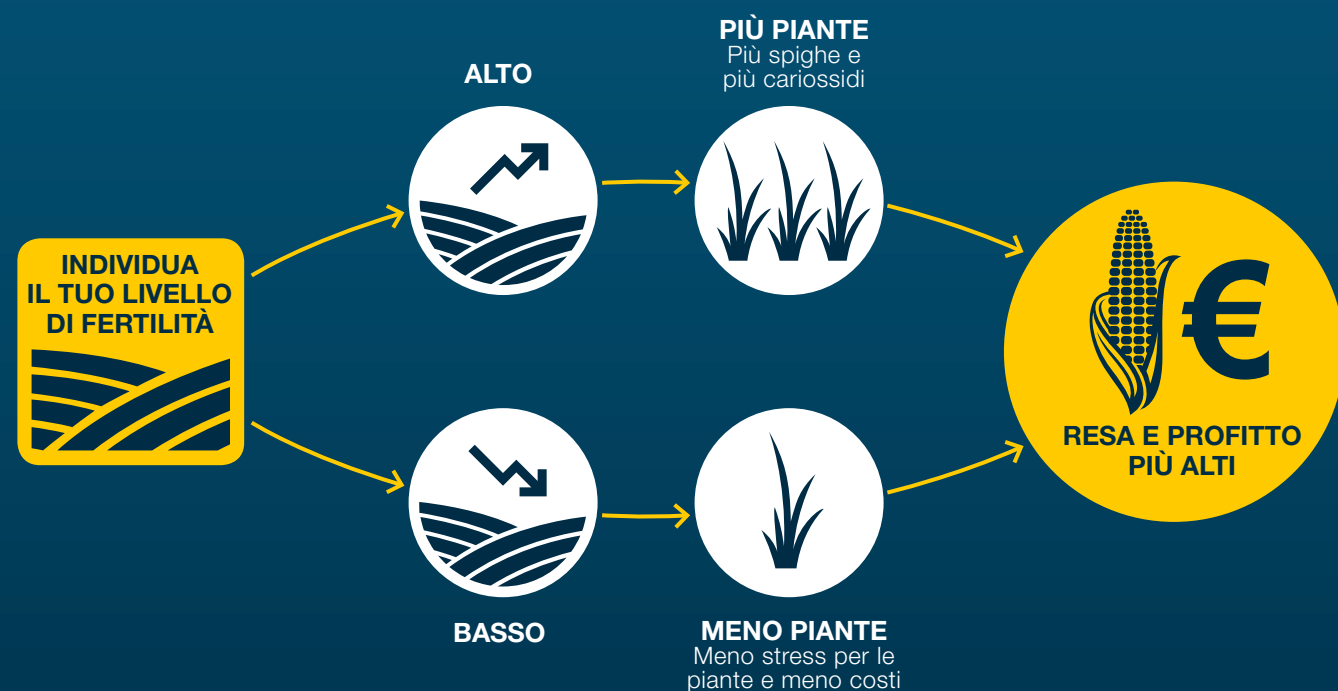 INDIVIDUA
IL TUO LIVELLO
DI FERTILITÀ
ALTO
PIÙ PIANTE
Più spighe e
più cariossidi
BASSO
MENO PIANTE
Meno stress per le
piante e meno costi
€
RESA E PROFITTO
PIÙ ALTI